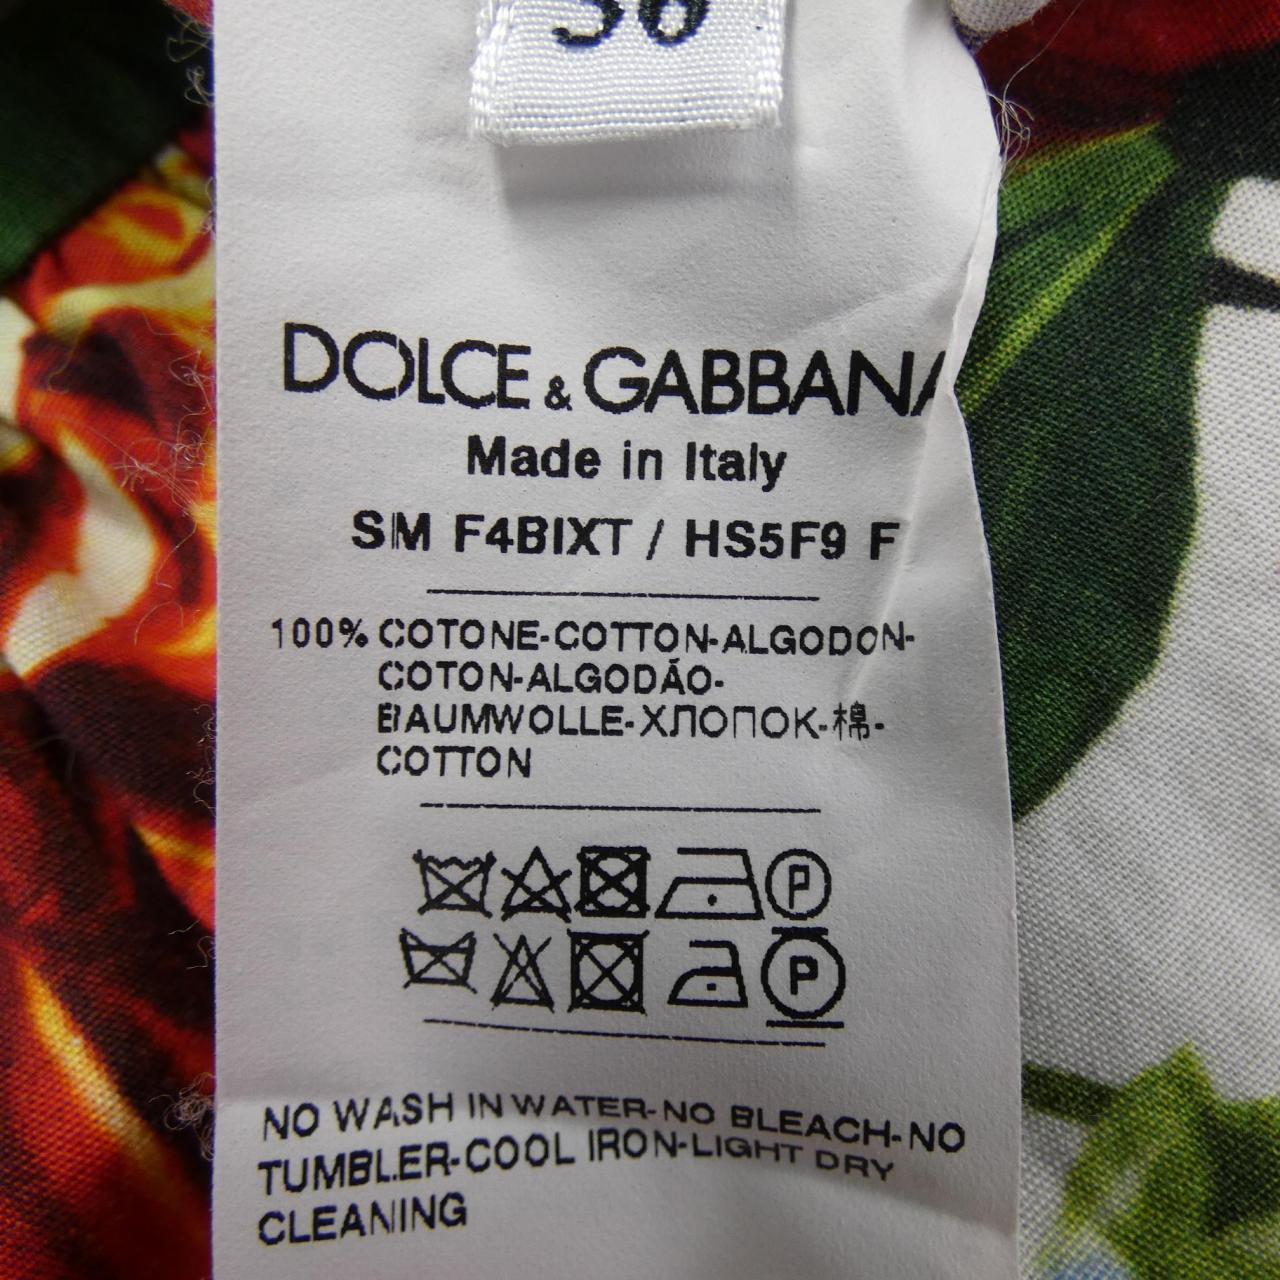 36
DOLCE & GABBANA
Made in Italy
SM F4BIXT / HS5F9 F
100% COTONE-COTTON-ALGODON-
COTON-ALGODÃO-
BAUMWOLLE-ХЛОПОК-棉-
COTTON
P
P
NO WASH IN WATER-NO BLEACH-NO
TUMBLER-COOL IRON-LIGHT DRY
CLEANING